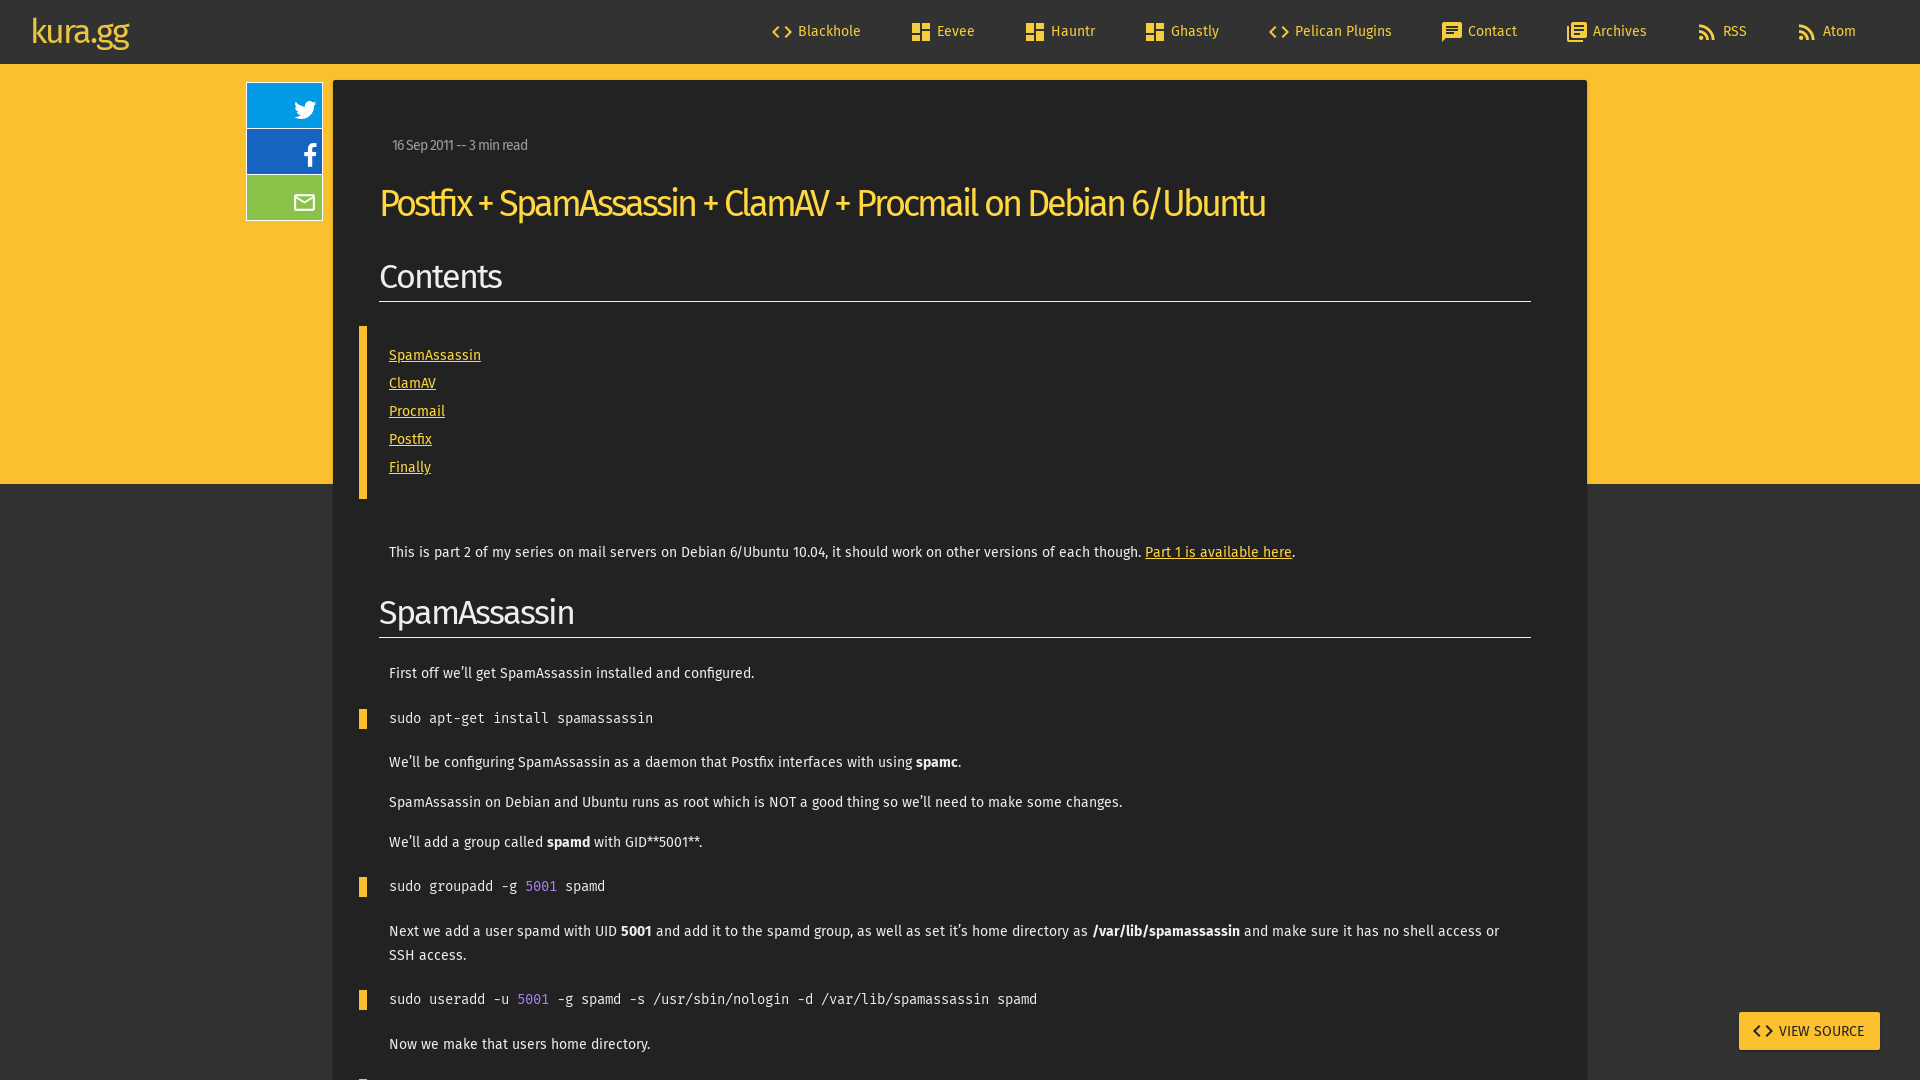 kura.gg
Blackhole
Eevee
Hauntr
Ghastly
Pelican Plugins
Contact
Archives
RSS
Atom
16 Sep 2011 -- 3 min read
Postfix + SpamAssassin + ClamAV + Procmail on Debian 6/Ubuntu
Contents
SpamAssassin
ClamAV
Procmail
Postfix
Finally
This is part 2 of my series on mail servers on Debian 6/Ubuntu 10.04, it should work on other versions of each though. Part 1 is available here.
SpamAssassin
First off we’ll get SpamAssassin installed and configured.
sudo apt-get install spamassassin
We’ll be configuring SpamAssassin as a daemon that Postfix interfaces with using spamc.
SpamAssassin on Debian and Ubuntu runs as root which is NOT a good thing so we’ll need to make some changes.
We’ll add a group called spamd with GID**5001**.
sudo groupadd -g 5001 spamd
Next we add a user spamd with UID 5001 and add it to the spamd group, as well as set it’s home directory as /var/lib/spamassassin and make sure it has no shell access or
SSH access.
sudo useradd -u 5001 -g spamd -s /usr/sbin/nologin -d /var/lib/spamassassin spamd
Now we make that users home directory.
VIEW SOURCE